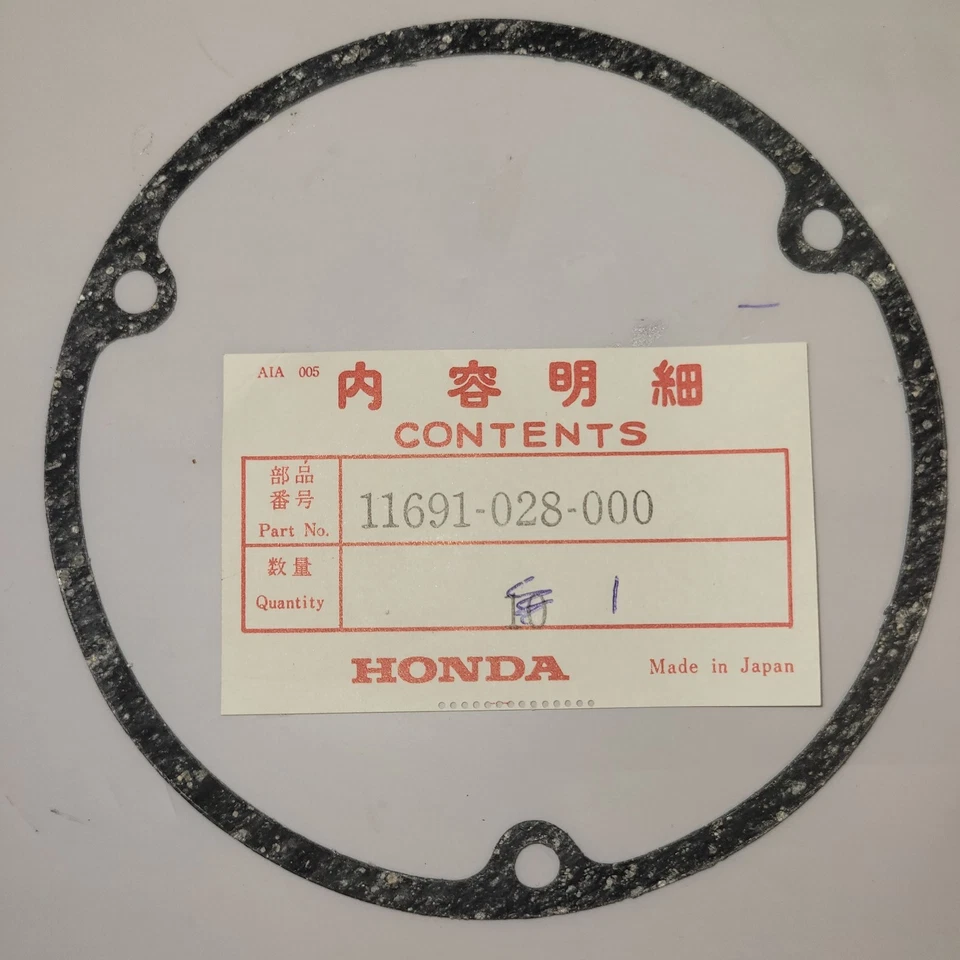 AIA 005
内容明細
CONTENTS
部品
番号
Part No. 11691-028-000
数量
Quantity 10 1
HONDA Made in Japan